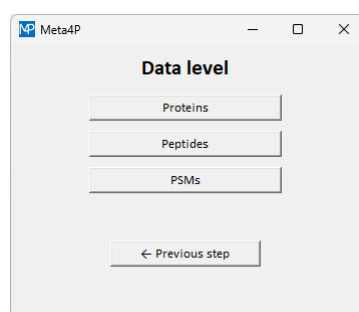 MP Meta4P
Data level
Proteins
Peptides
PSMs
← Previous step